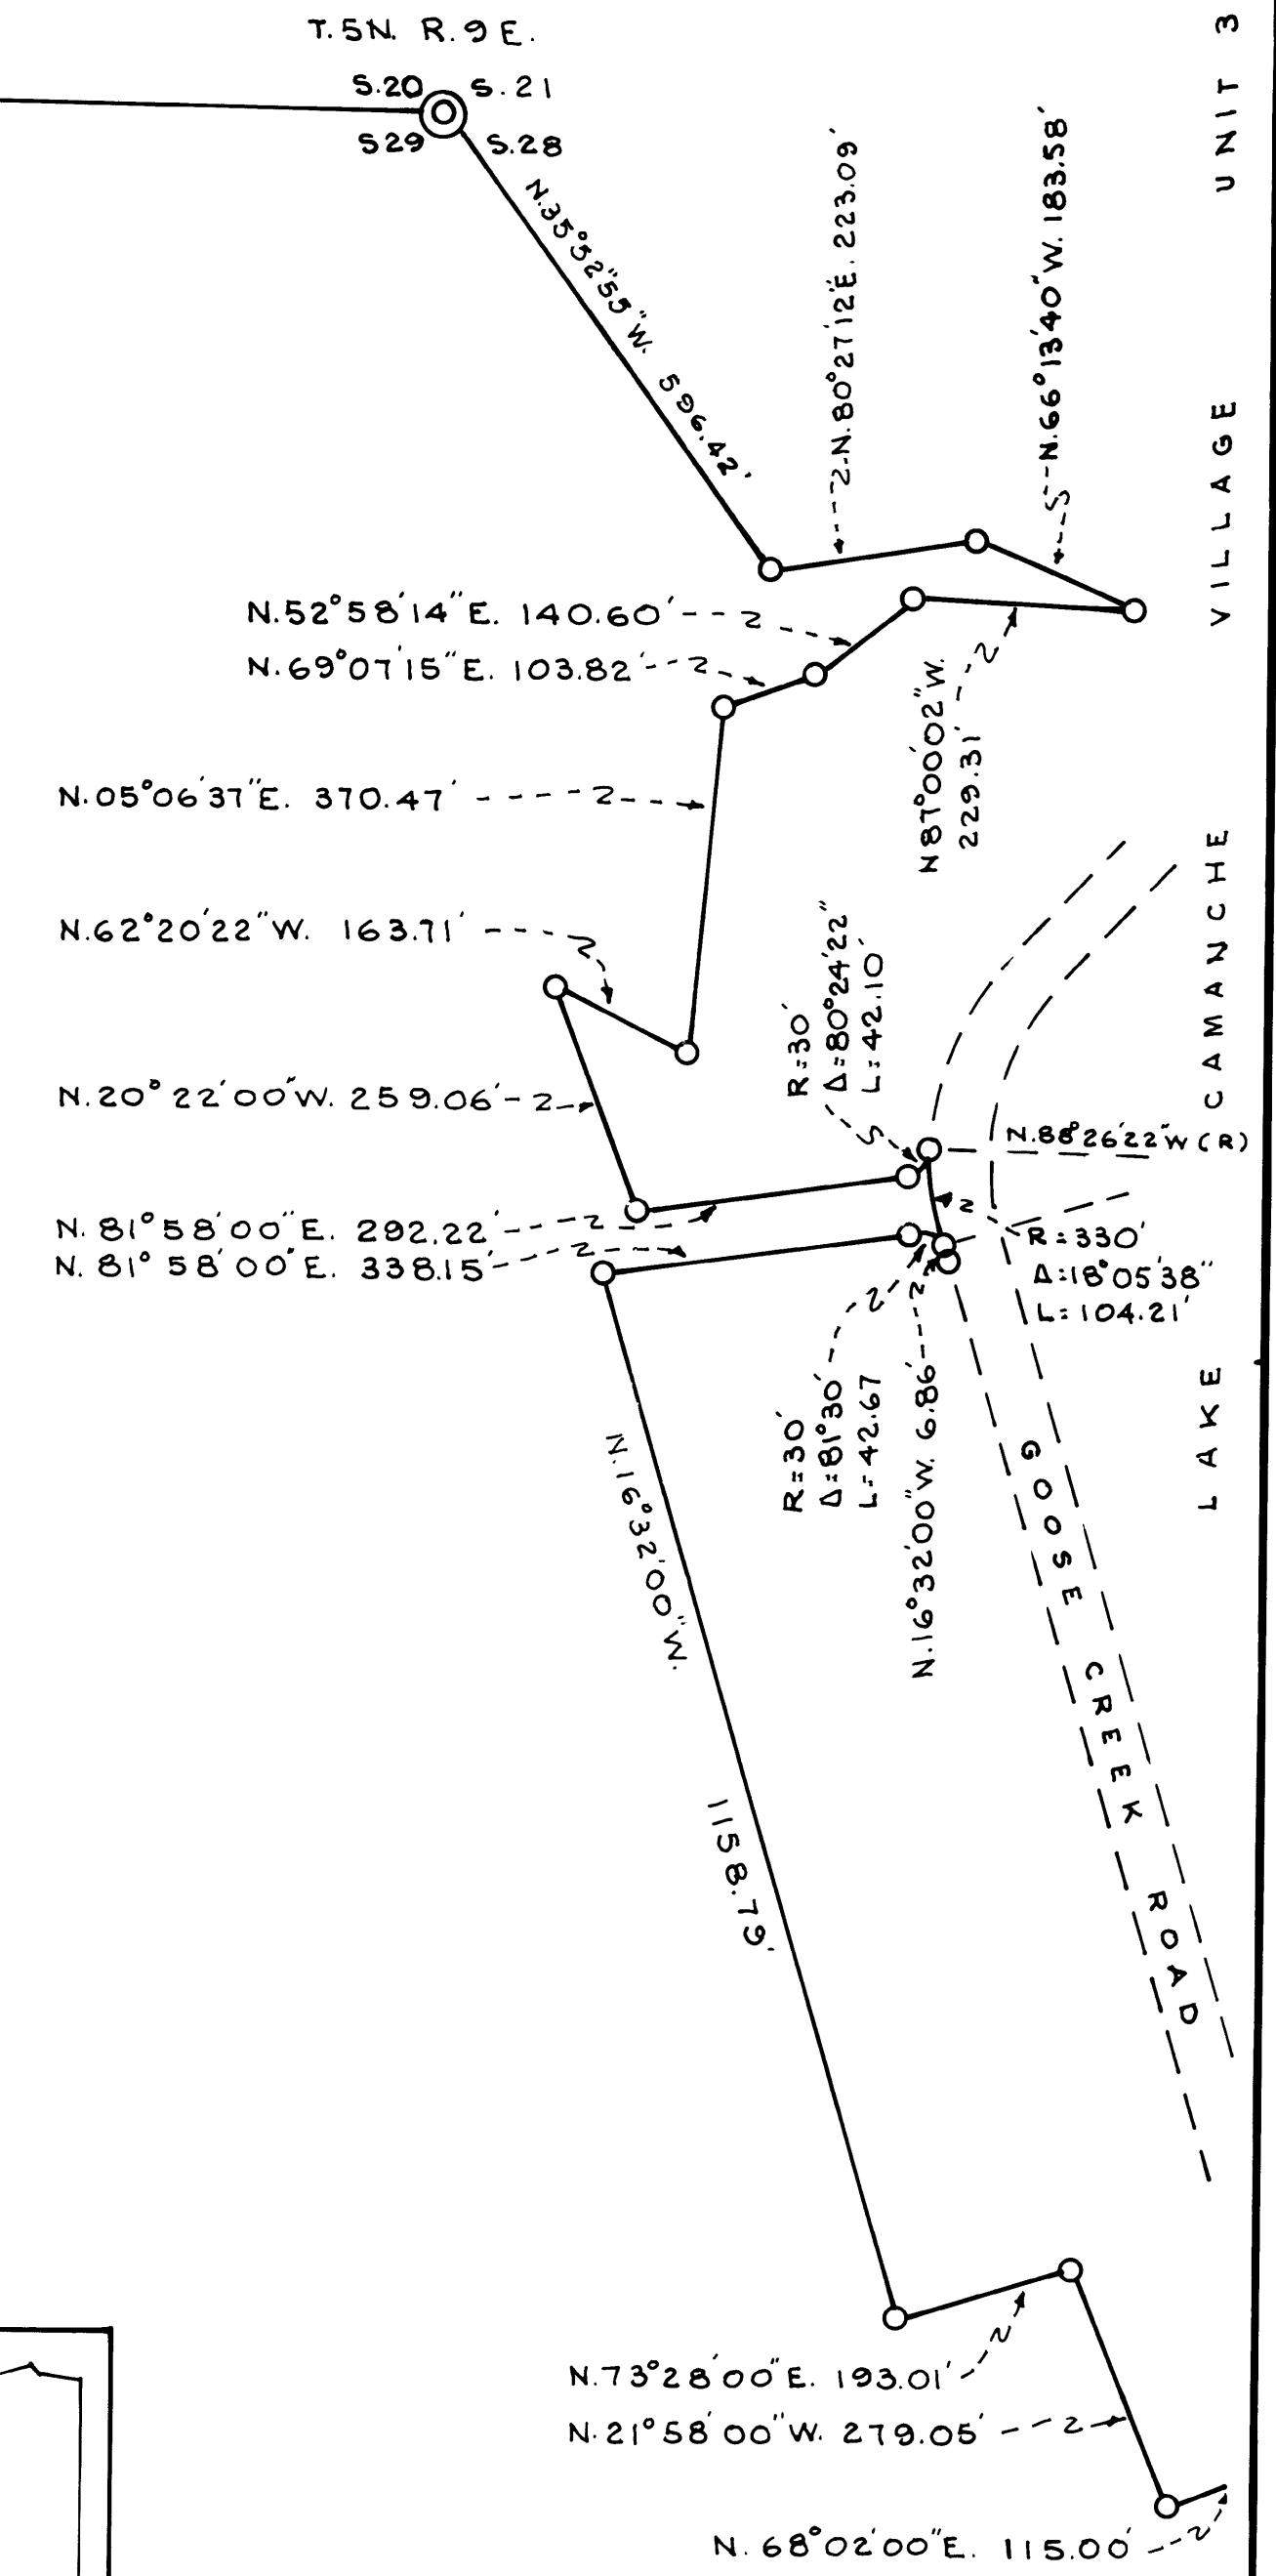 T.5N. R.9E.
S.20 S.21
S29 S.28
N.35°52"55"W. 596.42'
2-N.80°27'12"E. 223.09'
N.66°13'40"W. 183.58'
N.52°58'14"E. 140.60'
N.69°07'15"E. 103.82'
N87°00'02"W.
229.31'
N.05°06'37"E. 370.47'
N.62°20'22"W. 163.71'
R=30'
Δ=80°24'22"
L=42.10'
N.20°22'00"W. 259.06'
N.88°26'22"W (R)
N. 81°58'00"E. 292.22'
N. 81°58'00"E. 338.15'
R=330'
Δ=18°05'38"
L=104.21'
R=30'
Δ=81°30'
L=42.67
N.16°32'00"W. 6.86'
N.16°32'00"W.
1158.79'
GOOSE CREEK ROAD
LAKE CAMANCHE VILLAGE UNIT 3
N.73°28'00"E. 193.01'
N.21°58'00"W. 279.05'
N. 68°02'00"E. 115.00'